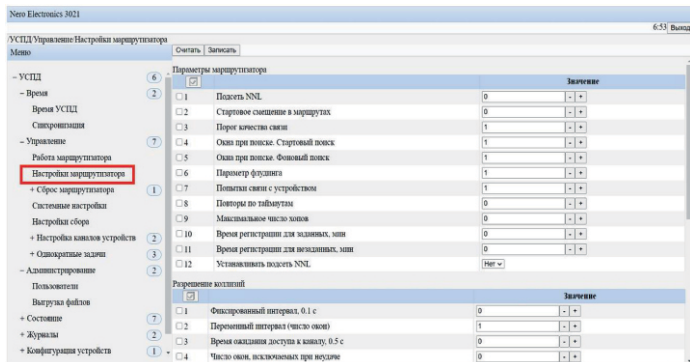 Nero Electronics 3021
6:53 Выход
/УСПД/Управление/Настройки маршрутизатора
Меню
Считать Записать
– УСПД 6
– Время 2
Время УСПД
Синхронизация
– Управление 7
Работа маршрутизатора
Настройки маршрутизатора
+ Сброс маршрутизатора 1
Системные настройки
Настройки сбора
+ Настройка каналов устройств 2
+ Однократные задачи 3
– Администрирование 2
Пользователи
Выгрузка файлов
+ Состояние 7
+ Журналы 2
+ Конфигурация устройств 1
Параметры маршрутизатора
Значение
1 Подсеть NNL 0 - +
2 Стартовое смещение в маршрутах 0 - +
3 Порог качества связи 1 - +
4 Окна при поиске. Стартовый поиск 1 - +
5 Окна при поиске. Фоновый поиск 1 - +
6 Параметр флудинга 1 - +
7 Попытки связи с устройством 1 - +
8 Повторы по таймаутам 0 - +
9 Максимальное число хопов 0 - +
10 Время регистрации для заданных, мин 0 - +
11 Время регистрации для незаданных, мин 0 - +
12 Устанавливать подсеть NNL Нет
Разрешение коллизий
Значение
1 Фиксированный интервал, 0.1 с 0 - +
2 Переменный интервал (число окон) 1 - +
3 Время ожидания доступа к каналу, 0.5 с 0 - +
4 Число окон, исключаемых при неудаче 0 - +